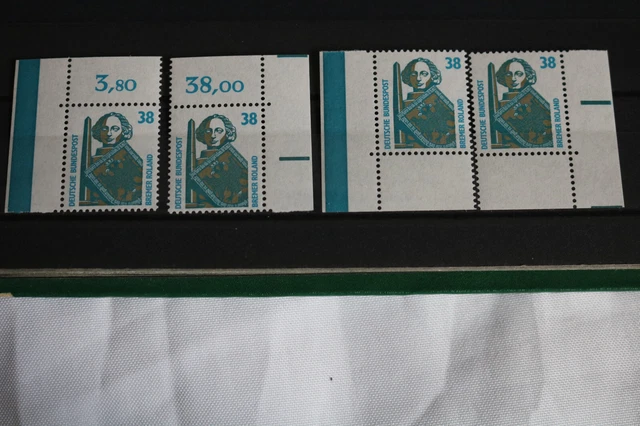 3,80
38
DEUTSCHE BUNDESPOST
BREMER ROLAND
38,00
38
DEUTSCHE BUNDESPOST
BREMER ROLAND
38
DEUTSCHE BUNDESPOST
BREMER ROLAND
38
DEUTSCHE BUNDESPOST
BREMER ROLAND